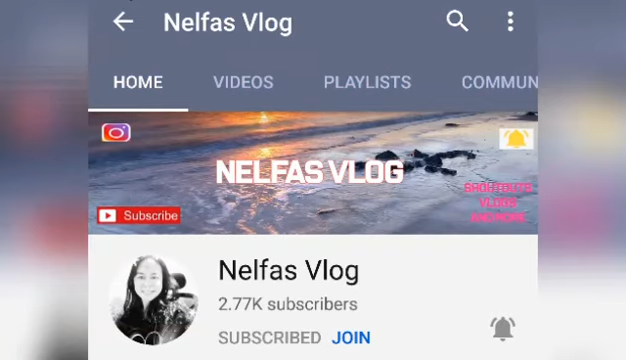 Nelfas Vlog
HOME VIDEOS PLAYLISTS COMMUN
NELFAS VLOG
Subscribe
SHOUTOUTS
VLOGS
AND MORE
Nelfas Vlog
2.77K subscribers
SUBSCRIBED JOIN